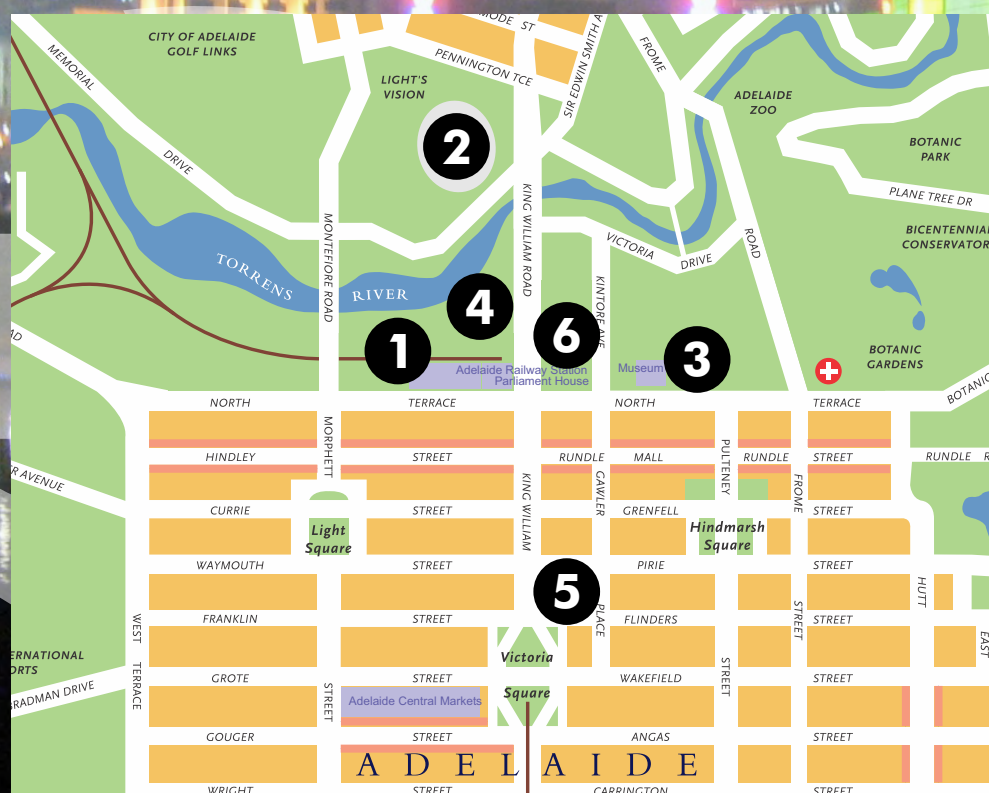 CITY OF ADELAIDE
GOLF LINKS
MEMORIAL
DRIVE
LIGHT'S
VISION
MODE ST
PENNINGTON TCE
SIR EDWIN SMITH A
FROME
ROAD
ADELAIDE
ZOO
BOTANIC
PARK
PLANE TREE DR
BICENTENNIA
CONSERVATOR
BOTANIC
GARDENS
BOTANIC
2
TORRENS
RIVER
MONTEFIORE ROAD
KING WILLIAM ROAD
VICTORIA
DRIVE
KINTORE AVE
4
1
6
3
Adelaide Railway Station
Parliament House
Museum
AD
NORTH
TERRACE
NORTH
TERRACE
MORPHETT
HINDLEY
STREET
RUNDLE
MALL
PULTENEY
RUNDLE
STREET
RUNDLE
R AVENUE
KING WILLIAM
GAWLER
FROME
CURRIE
STREET
GRENFELL
STREET
Light
Square
Hindmarsh
Square
WAYMOUTH
STREET
PIRIE
STREET
HUTT
5
PLACE
WEST
TERRACE
FRANKLIN
STREET
FLINDERS
STREET
STREET
EAST
Victoria
Square
ERNATIONAL
ORTS
BRADMAN DRIVE
GROTE
STREET
WAKEFIELD
STREET
STREET
STREET
Adelaide Central Markets
GOUGER
STREET
ANGAS
STREET
ADELAIDE
WRIGHT
STREET
CARRINGTON
STREET